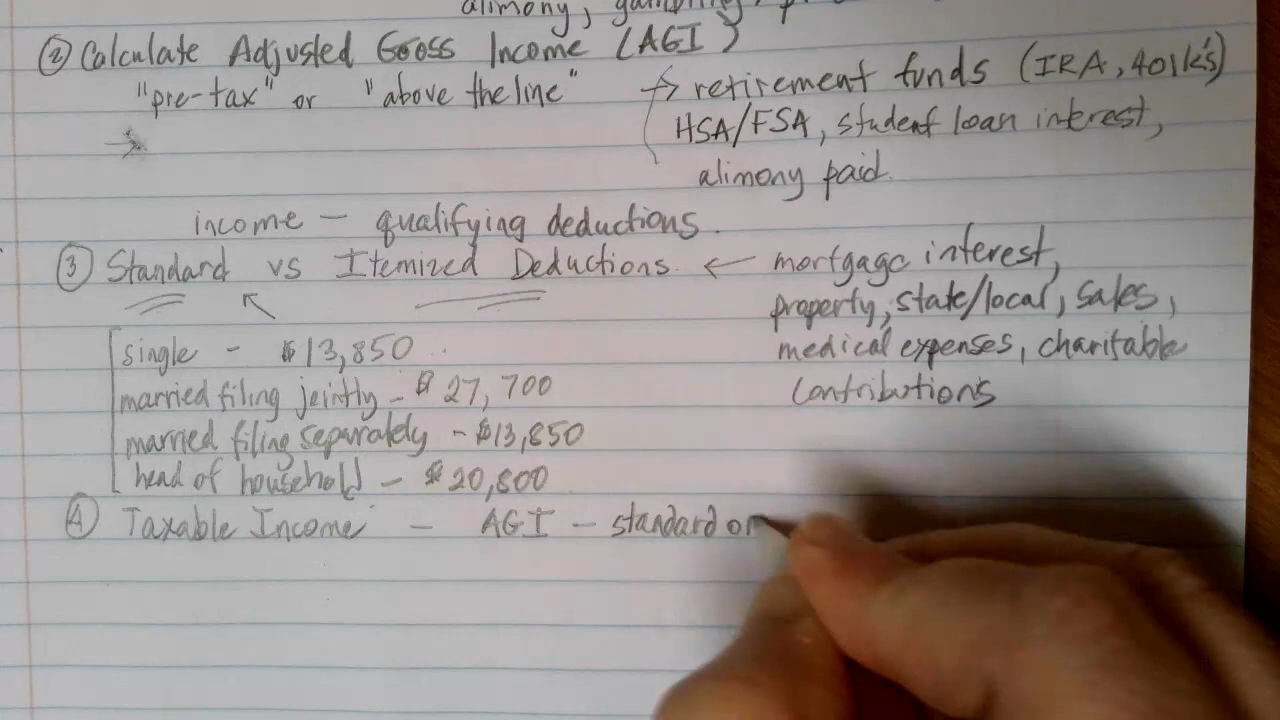 alimony,
② Calculate Adjusted Gross Income (AGI)
"pre-tax" or "above the line"
→ retirement funds (IRA, 401k's)
HSA/FSA, student loan interest,
alimony paid.
→
income - qualifying deductions.
③ Standard vs Itemized Deductions. ← mortgage interest,
property, state/local, sales,
medical expenses, charitable
contributions
single - $13,850
married filing jointly - $27,700
married filing separately - $13,850
head of household - $20,800
④ Taxable Income - AGI - standard or